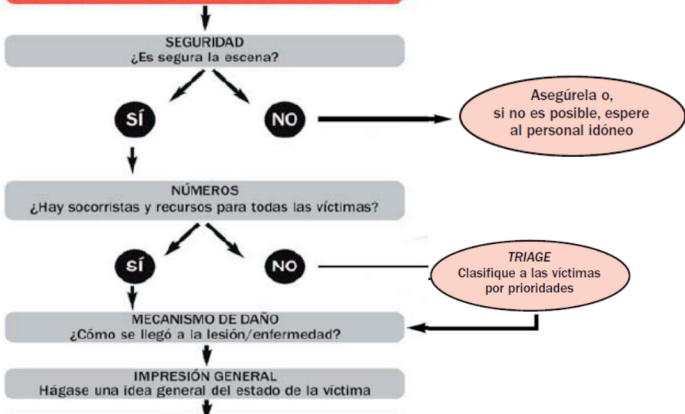 SEGURIDAD
¿Es segura la escena?
SÍ
NO
Asegúrela o,
si no es posible, espere
al personal idóneo
NÚMEROS
¿Hay socorristas y recursos para todas las víctimas?
SÍ
NO
TRIAGE
Clasifique a las víctimas
por prioridades
MECANISMO DE DAÑO
¿Cómo se llegó a la lesión/enfermedad?
IMPRESIÓN GENERAL
Hágase una idea general del estado de la víctima